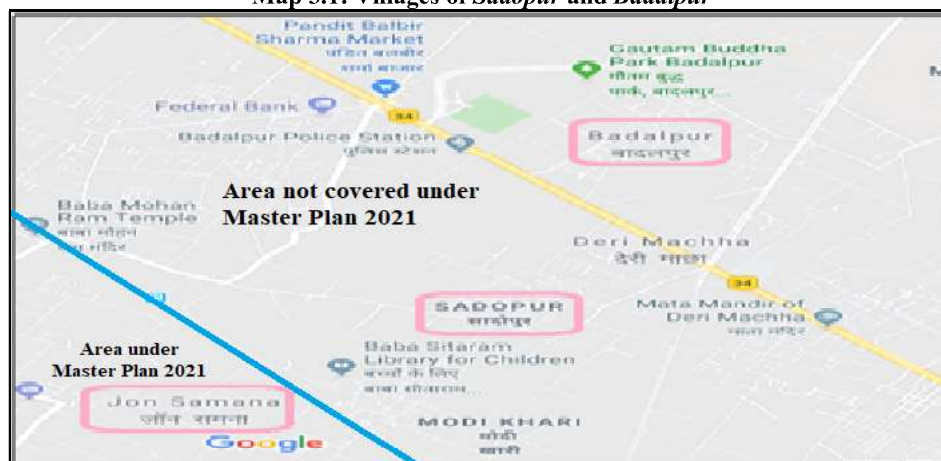 Map 3.1: Villages of Sadopur and Badalpur
Pandit Balbir
Sharma Market
पंडित बलबीर
शर्मा बाजार
Gautam Buddha
Park Badalpur
गौतम बुद्ध
पार्क, बादलपुर...
Federal Bank
34
Badalpur Police Station
पुलिस स्टेशन
Badalpur
बादलपुर
Area not covered under
Master Plan 2021
Baba Mohan
Ram Temple
बाबा मोहन
मंदिर
Deri Machha
देरी माछा
34
SADOPUR
सादोपुर
Mata Mandir of
Deri Machha
माता मंदिर
Area under
Master Plan 2021
Baba Sitaram
Library for Children
बच्चों के लिए
बाबा सीताराम...
Jon Samana
जॉन समाना
MODI KHARI
मोदी
खारी
Google